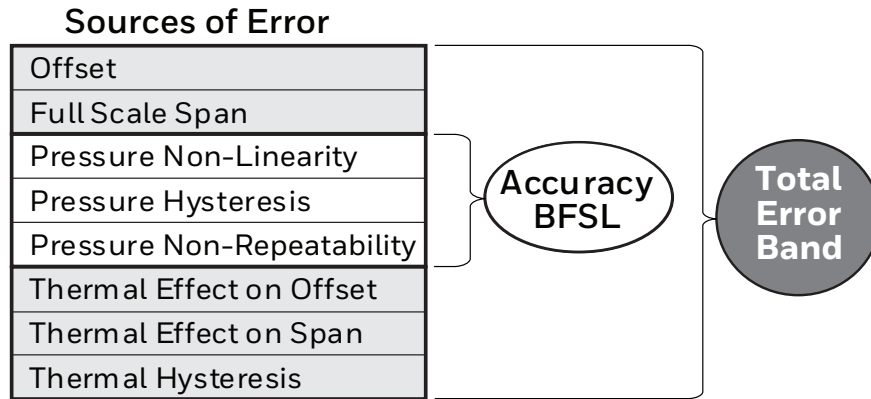 Sources of Error
Offset
Full Scale Span
Pressure Non-Linearity
Pressure Hysteresis
Pressure Non-Repeatability
Thermal Effect on Offset
Thermal Effect on Span
Thermal Hysteresis
Accuracy
BFSL
Total
Error
Band